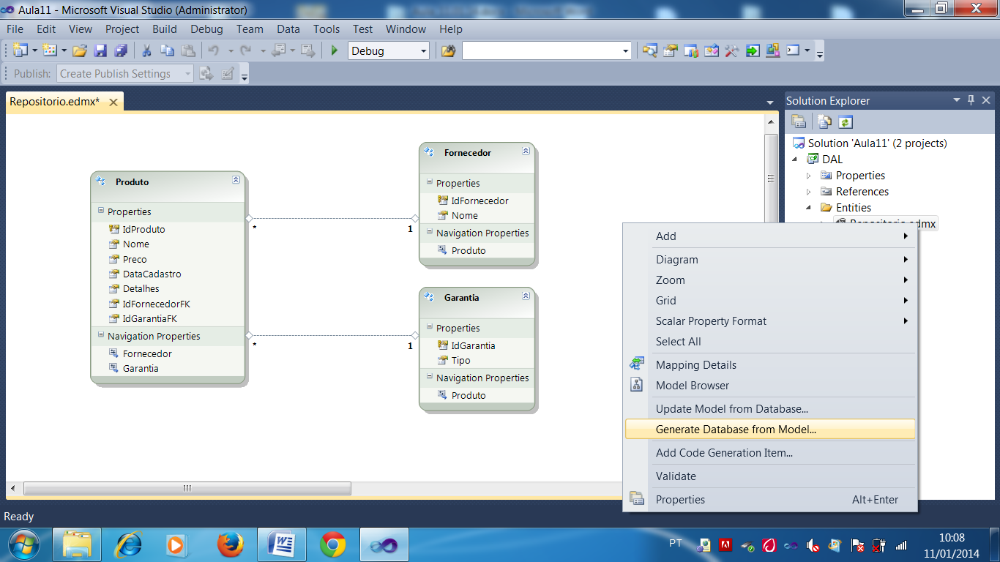 Aula11 - Microsoft Visual Studio (Administrator)
File Edit View Project Build Debug Team Data Tools Test Window Help
Debug
Publish: Create Publish Settings
Repositorio.edmx*
Produto
Properties
IdProduto
Nome
Preco
DataCadastro
Detalhes
IdFornecedorFK
IdGarantiaFK
Navigation Properties
Fornecedor
Garantia
* 1
* 1
Fornecedor
Properties
IdFornecedor
Nome
Navigation Properties
Produto
Garantia
Properties
IdGarantia
Tipo
Navigation Properties
Produto
Solution Explorer
Solution 'Aula11' (2 projects)
DAL
Properties
References
Entities
Repositorio.edmx
Add
Diagram
Zoom
Grid
Scalar Property Format
Select All
Mapping Details
Model Browser
Update Model from Database...
Generate Database from Model...
Add Code Generation Item...
Validate
Properties Alt+Enter
Ready
PT
10:08
11/01/2014